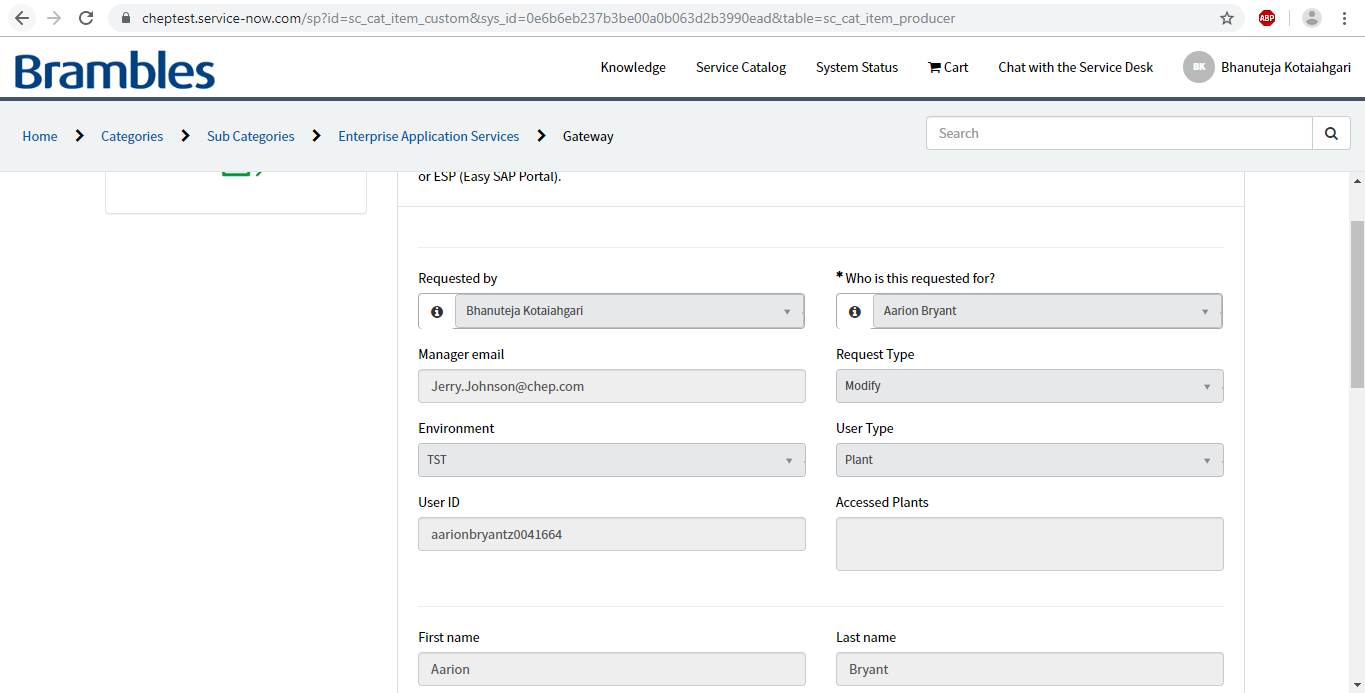 cheptest.service-now.com/sp?id=sc_cat_item_custom&sys_id=0e6b6eb237b3be00a0b063d2b3990ead&table=sc_cat_item_producer
ABP
Brambles
Knowledge Service Catalog System Status Cart Chat with the Service Desk BK Bhanuteja Kotaiahgari
Home Categories Sub Categories Enterprise Application Services Gateway Search
or ESP (Easy SAP Portal).
Requested by
* Who is this requested for?
Bhanuteja Kotaiahgari
Aarion Bryant
Manager email
Request Type
Jerry.Johnson@chep.com
Modify
Environment
User Type
TST
Plant
User ID
Accessed Plants
aarionbryantz0041664
First name
Last name
Aarion
Bryant